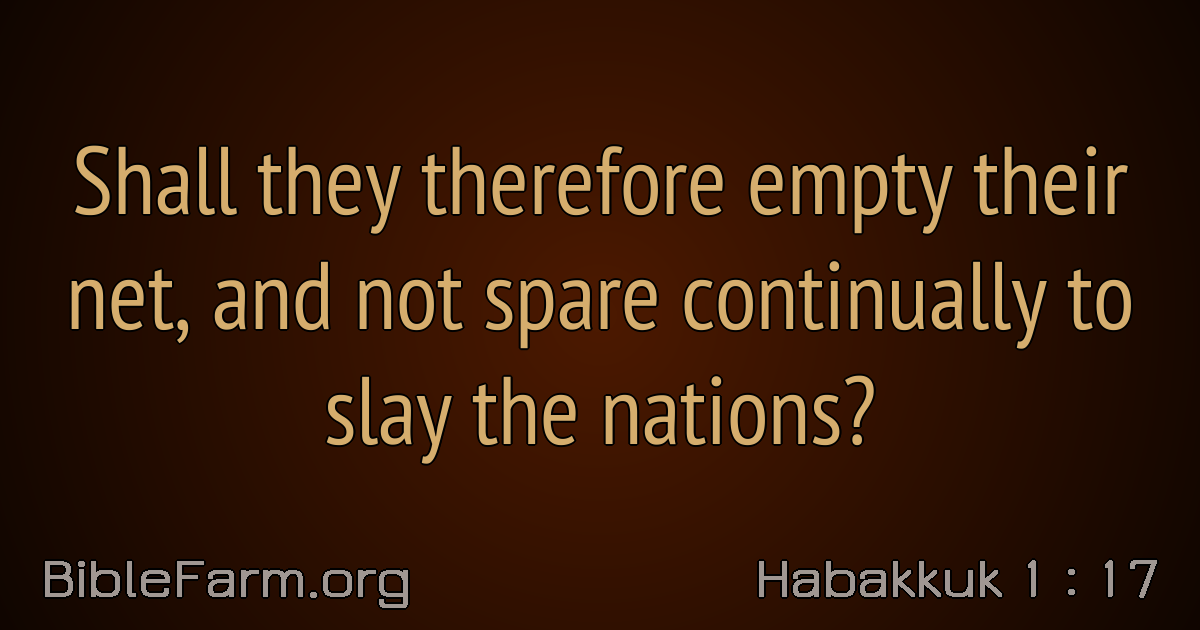 Shall they therefore empty their
net, and not spare continually to
slay the nations?
BibleFarm.org
Habakkuk 1 : 17